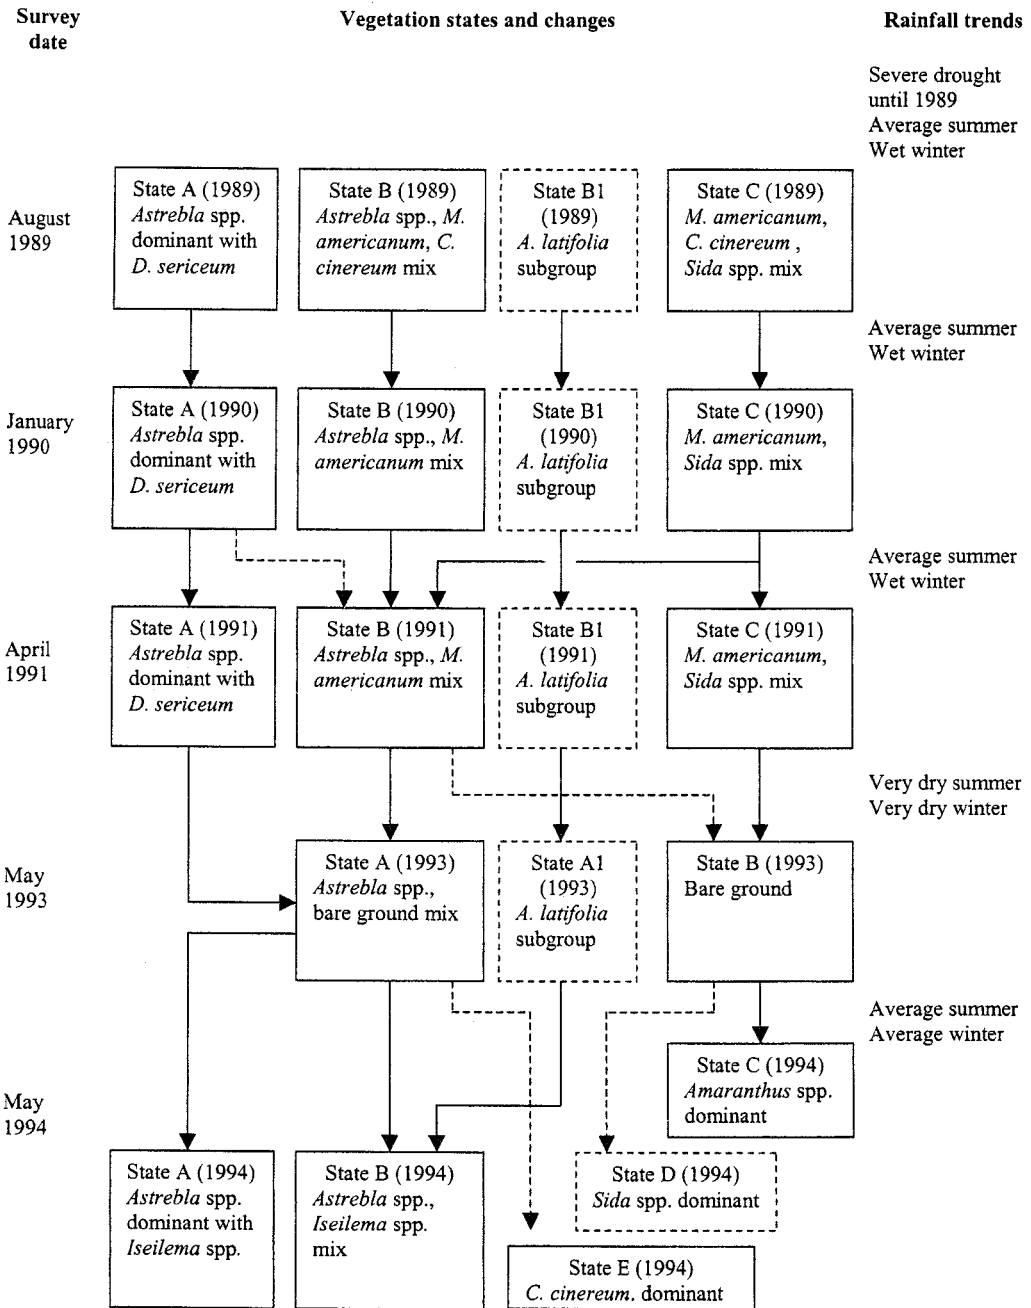 Survey
date
Vegetation states and changes
Rainfall trends
Severe drought
until 1989
Average summer
Wet winter
August
1989
State A (1989)
Astrebla spp.
dominant with
D. sericeum
State B (1989)
Astrebla spp., M.
americanum, C.
cinereum mix
State B1
(1989)
A. latifolia
subgroup
State C (1989)
M. americanum,
C. cinereum ,
Sida spp. mix
Average summer
Wet winter
January
1990
State A (1990)
Astrebla spp.
dominant with
D. sericeum
State B (1990)
Astrebla spp., M.
americanum mix
State B1
(1990)
A. latifolia
subgroup
State C (1990)
M. americanum,
Sida spp. mix
Average summer
Wet winter
April
1991
State A (1991)
Astrebla spp.
dominant with
D. sericeum
State B (1991)
Astrebla spp., M.
americanum mix
State B1
(1991)
A. latifolia
subgroup
State C (1991)
M. americanum,
Sida spp. mix
Very dry summer
Very dry winter
May
1993
State A (1993)
Astrebla spp.,
bare ground mix
State A1
(1993)
A. latifolia
subgroup
State B (1993)
Bare ground
Average summer
Average winter
May
1994
State C (1994)
Amaranthus spp.
dominant
State A (1994)
Astrebla spp.
dominant with
Iseilema spp.
State B (1994)
Astrebla spp.,
Iseilema spp.
mix
State D (1994)
Sida spp. dominant
State E (1994)
C. cinereum. dominant